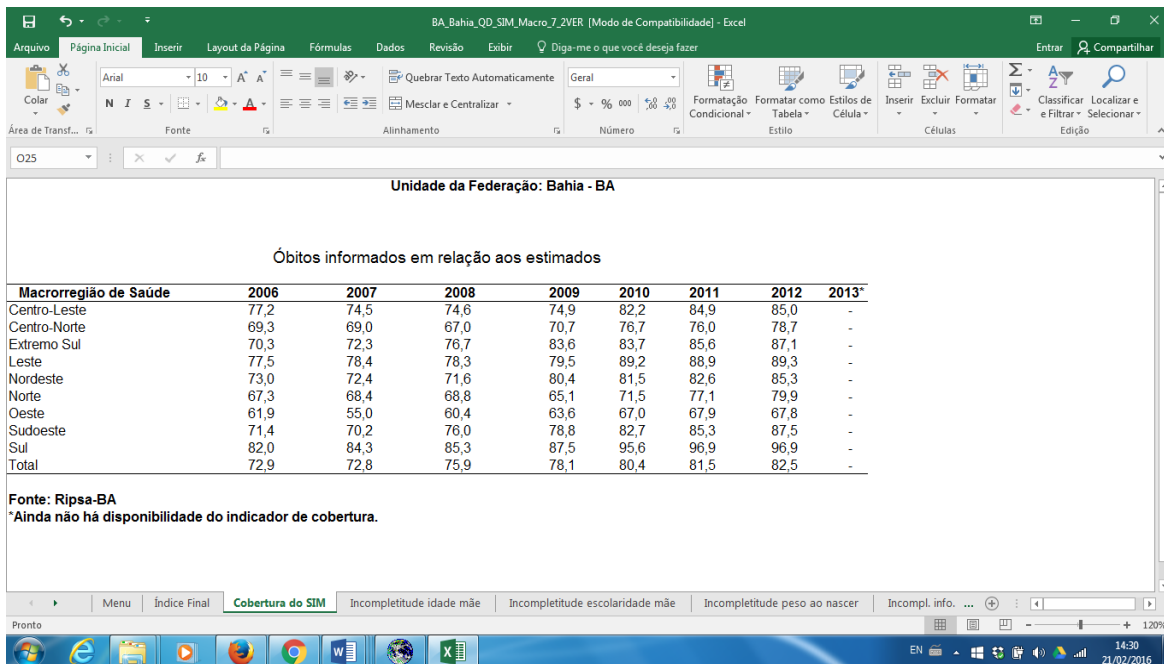 BA_Bahia_QD_SIM_Macro_7_2VER [Modo de Compatibilidade] - Excel
Arquivo Página Inicial Inserir Layout da Página Fórmulas Dados Revisão Exibir Diga-me o que você deseja fazer Entrar Compartilhar
Colar Arial 10 A A Quebrar Texto Automaticamente Geral Σ
N I S A Mesclar e Centralizar $ % 000 Formatação Condicional Formatar como Tabela Estilos de Célula Inserir Excluir Formatar Classificar e Filtrar Localizar e Selecionar
Área de Transf... Fonte Alinhamento Número Estilo Células Edição
O25 fx
Unidade da Federação: Bahia - BA
Óbitos informados em relação aos estimados
Macrorregião de Saúde 2006 2007 2008 2009 2010 2011 2012 2013*
Centro-Leste 77,2 74,5 74,6 74,9 82,2 84,9 85,0 -
Centro-Norte 69,3 69,0 67,0 70,7 76,7 76,0 78,7 -
Extremo Sul 70,3 72,3 76,7 83,6 83,7 85,6 87,1 -
Leste 77,5 78,4 78,3 79,5 89,2 88,9 89,3 -
Nordeste 73,0 72,4 71,6 80,4 81,5 82,6 85,3 -
Norte 67,3 68,4 68,8 65,1 71,5 77,1 79,9 -
Oeste 61,9 55,0 60,4 63,6 67,0 67,9 67,8 -
Sudoeste 71,4 70,2 76,0 78,8 82,7 85,3 87,5 -
Sul 82,0 84,3 85,3 87,5 95,6 96,9 96,9 -
Total 72,9 72,8 75,9 78,1 80,4 81,5 82,5 -
Fonte: Ripsa-BA
*Ainda não há disponibilidade do indicador de cobertura.
Menu Índice Final Cobertura do SIM Incompletitude idade mãe Incompletitude escolaridade mãe Incompletitude peso ao nascer Incompl. info. ...
Pronto 120%
EN 14:30
21/02/2016